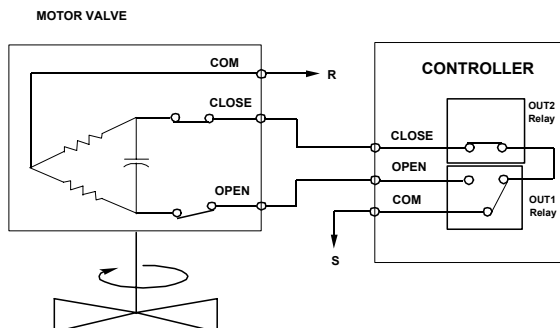 MOTOR VALVE
COM
R
CLOSE
OPEN
CONTROLLER
OUT2
Relay
CLOSE
OPEN
COM
OUT1
Relay
S